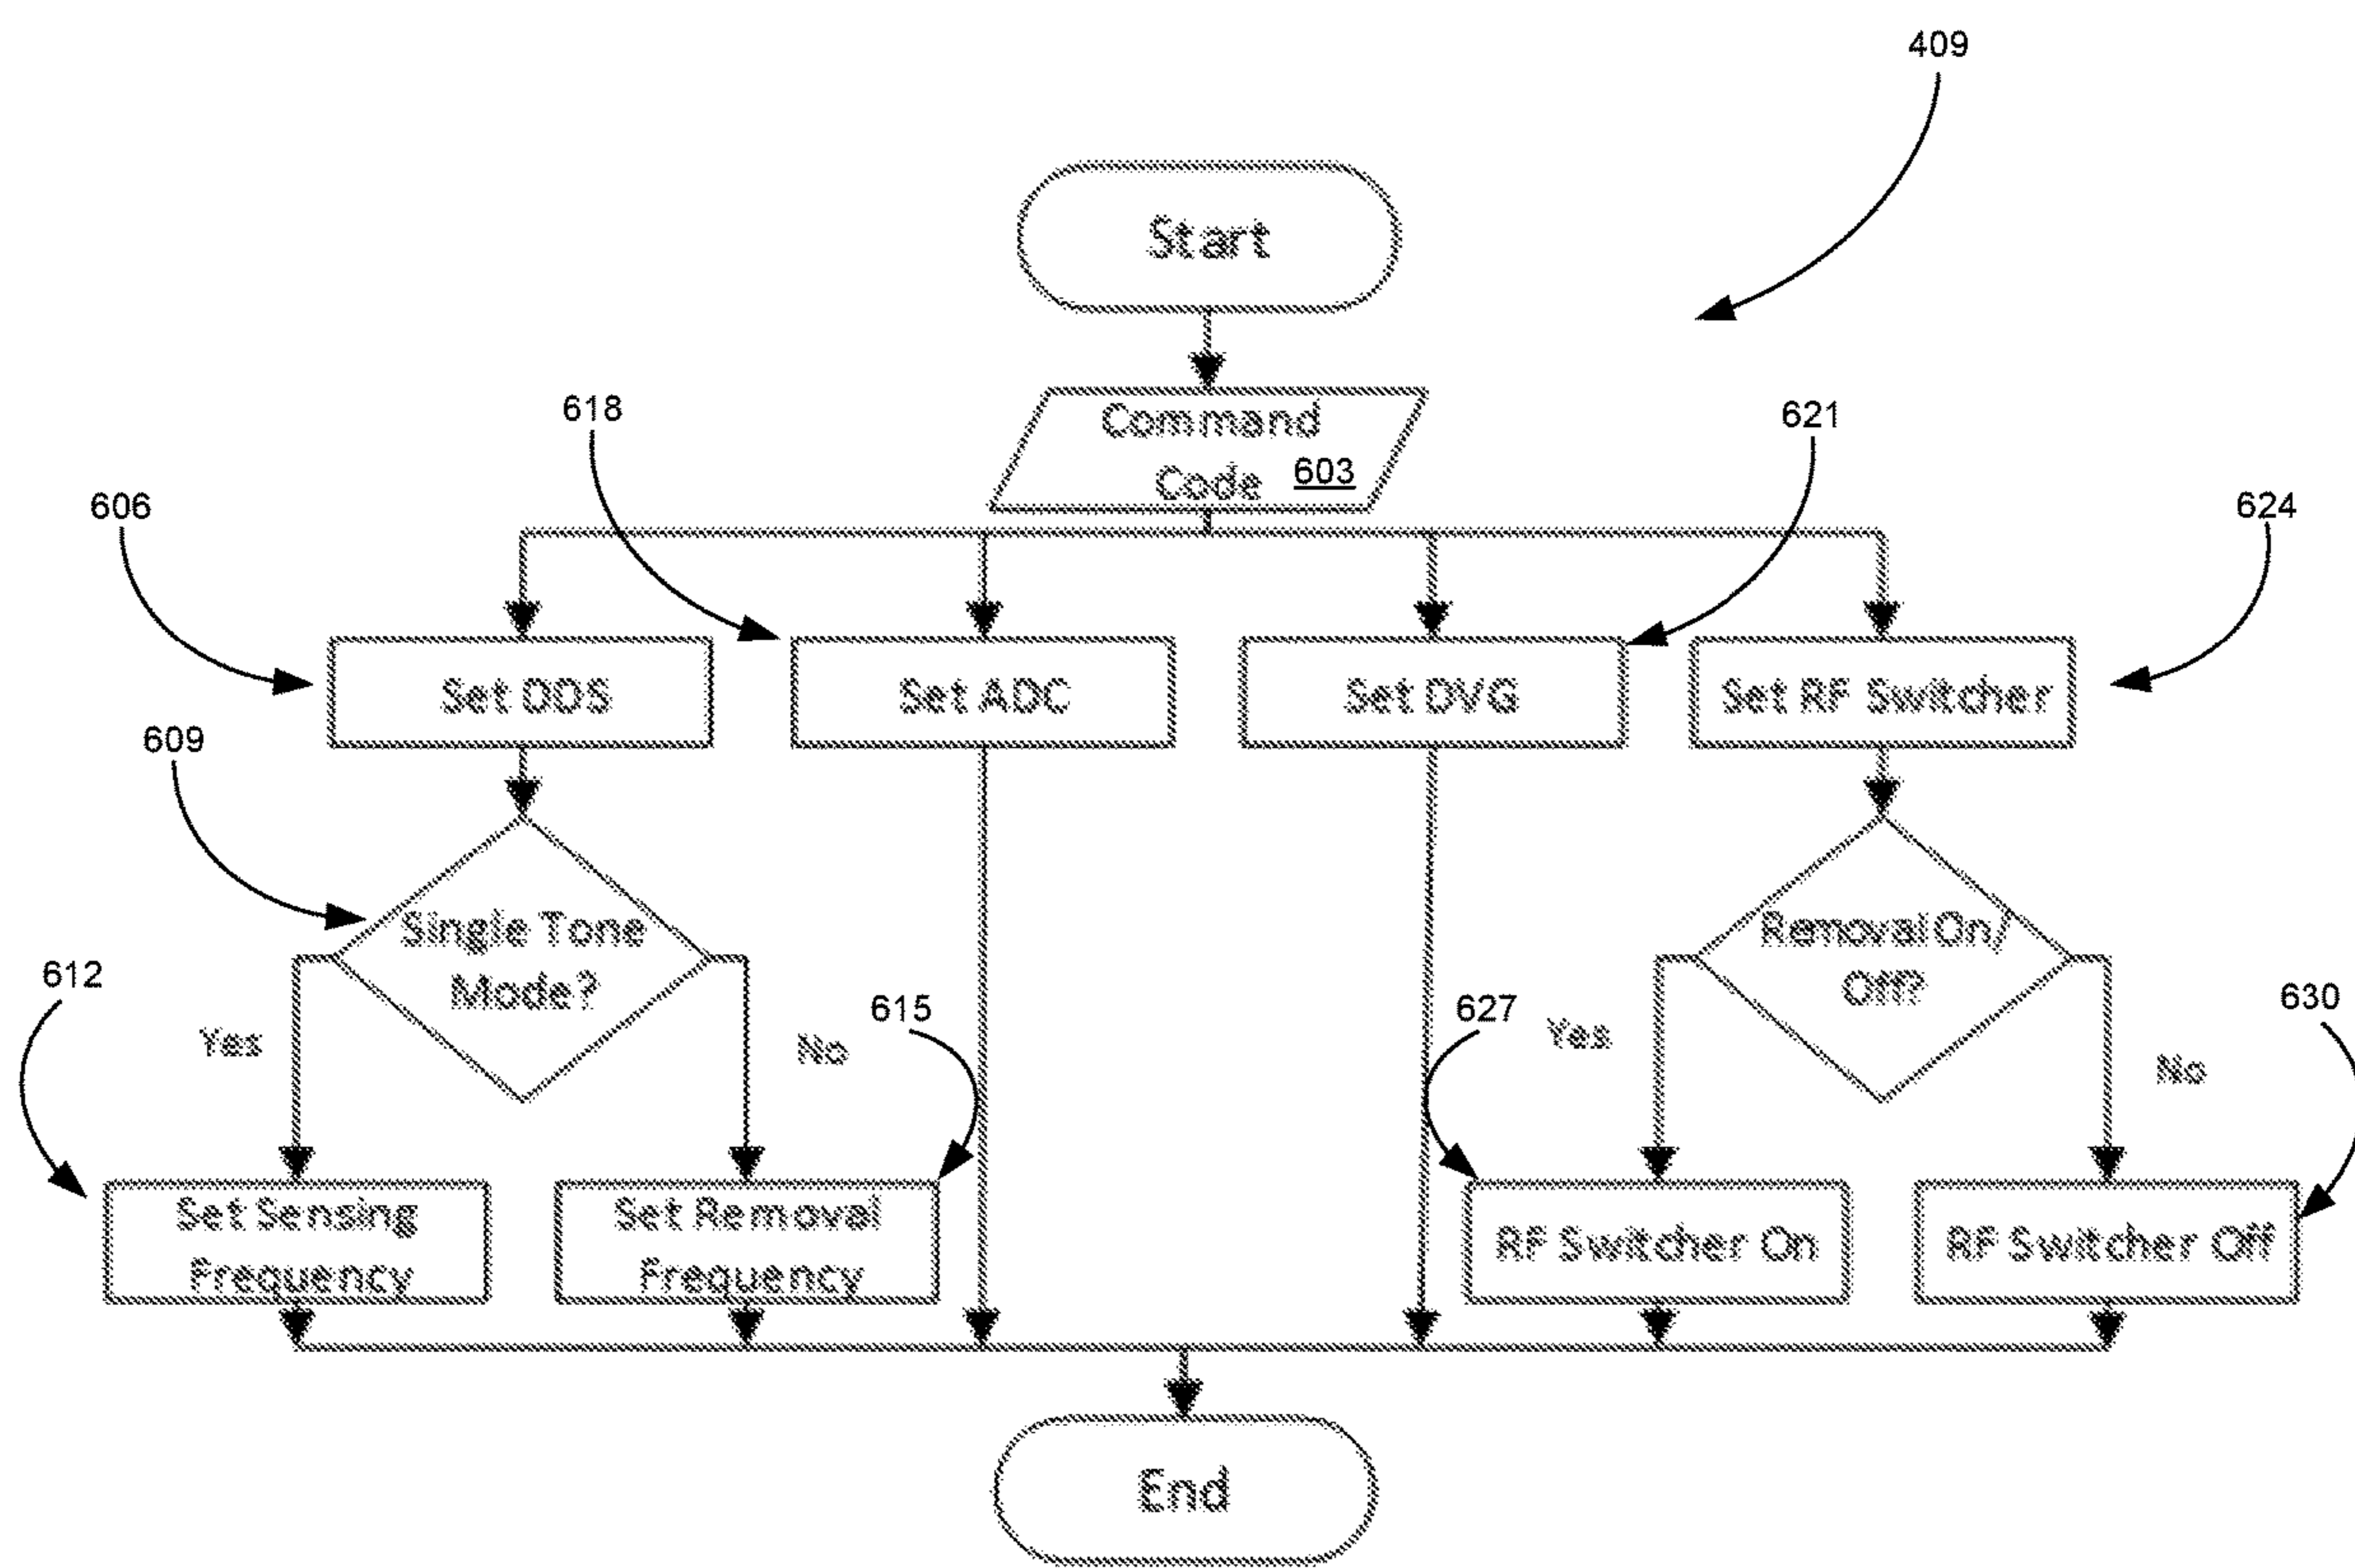 409
Start
Command
Code 603
618
621
606
624
Set DDS
Set ADC
Set DVG
Set RF Switcher
609
Single Tone
Mode?
Removal On/
Off?
612
615
627
630
Yes
No
Yes
No
Set Sensing
Frequency
Set Removal
Frequency
RF Switcher On
RF Switcher Off
End